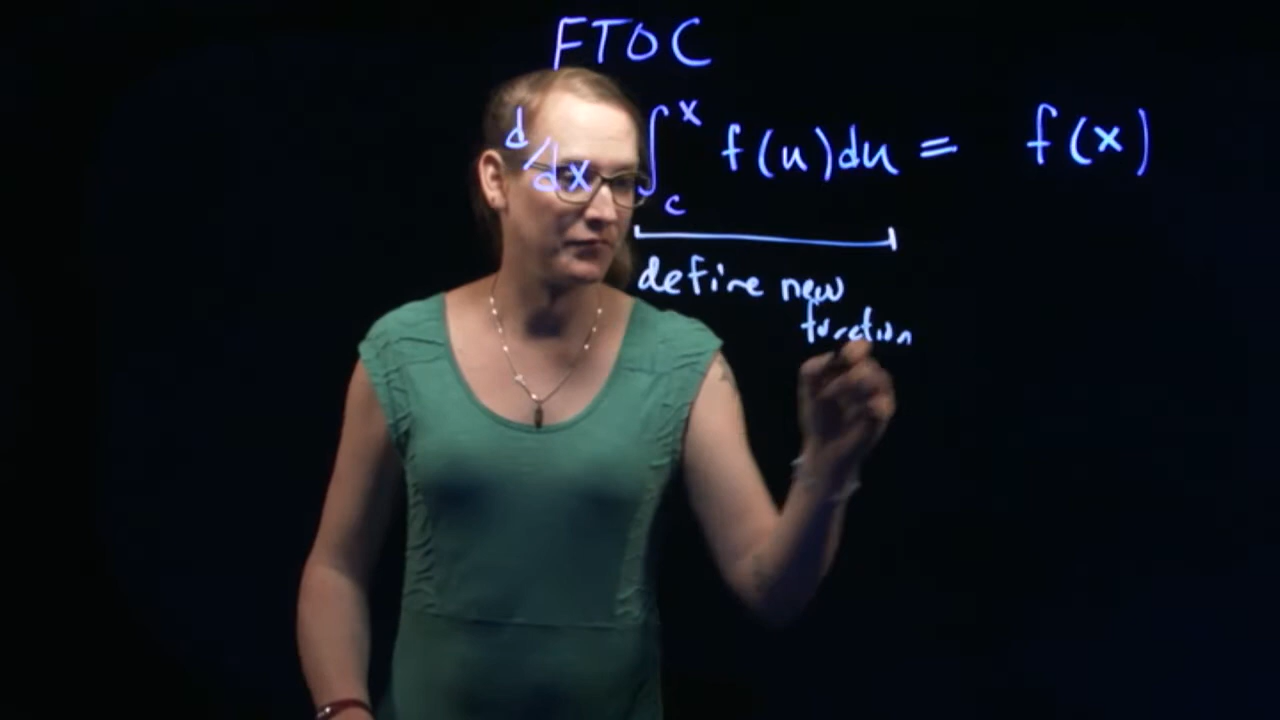 FTOC
d/dx ∫_c^x f(u)du = f(x)
define new
function